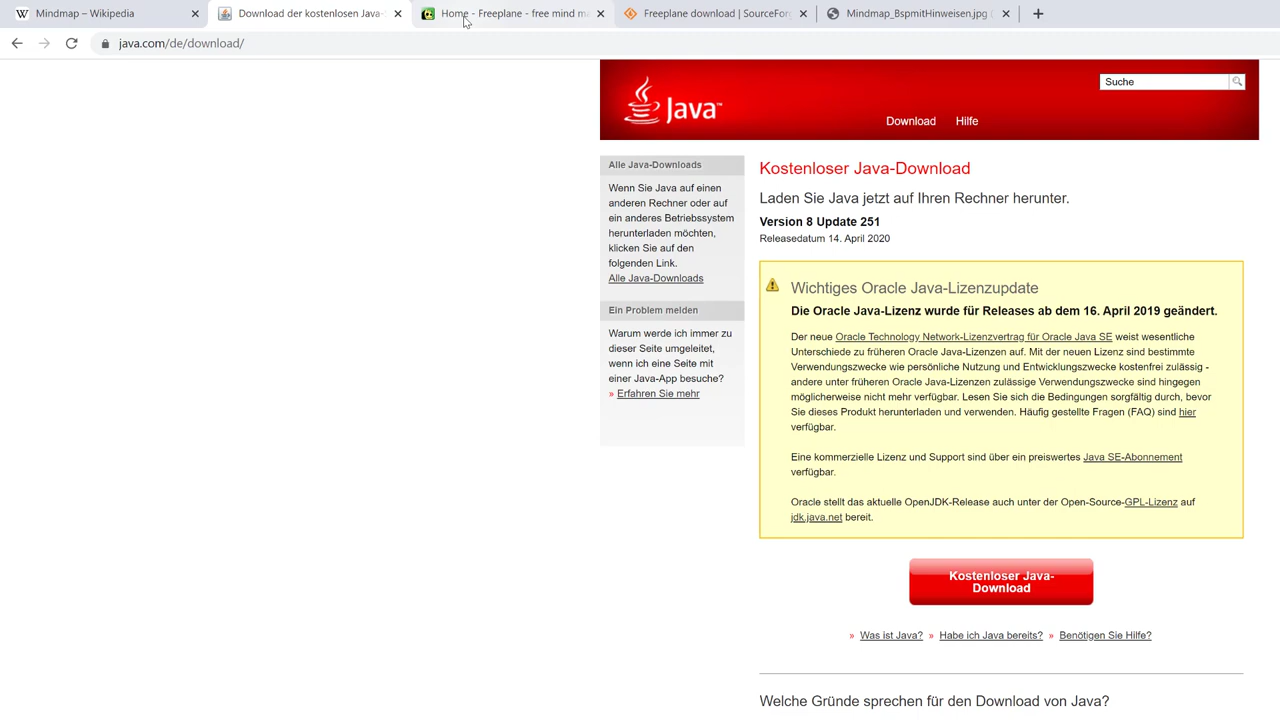 Mindmap – Wikipedia
Download der kostenlosen Java-
Home - Freeplane - free mind ma
Freeplane download | SourceForg
Mindmap_BspmitHinweisen.jpg (
java.com/de/download/
Java
Suche
Download Hilfe
Alle Java-Downloads
Wenn Sie Java auf einen
anderen Rechner oder auf
ein anderes Betriebssystem
herunterladen möchten,
klicken Sie auf den
folgenden Link.
Alle Java-Downloads
Ein Problem melden
Warum werde ich immer zu
dieser Seite umgeleitet,
wenn ich eine Seite mit
einer Java-App besuche?
» Erfahren Sie mehr
Kostenloser Java-Download
Laden Sie Java jetzt auf Ihren Rechner herunter.
Version 8 Update 251
Releasedatum 14. April 2020
Wichtiges Oracle Java-Lizenzupdate
Die Oracle Java-Lizenz wurde für Releases ab dem 16. April 2019 geändert.
Der neue Oracle Technology Network-Lizenzvertrag für Oracle Java SE weist wesentliche
Unterschiede zu früheren Oracle Java-Lizenzen auf. Mit der neuen Lizenz sind bestimmte
Verwendungszwecke wie persönliche Nutzung und Entwicklungszwecke kostenfrei zulässig -
andere unter früheren Oracle Java-Lizenzen zulässige Verwendungszwecke sind hingegen
möglicherweise nicht mehr verfügbar. Lesen Sie sich die Bedingungen sorgfältig durch, bevor
Sie dieses Produkt herunterladen und verwenden. Häufig gestellte Fragen (FAQ) sind hier
verfügbar.
Eine kommerzielle Lizenz und Support sind über ein preiswertes Java SE-Abonnement
verfügbar.
Oracle stellt das aktuelle OpenJDK-Release auch unter der Open-Source-GPL-Lizenz auf
jdk.java.net bereit.
Kostenloser Java-
Download
» Was ist Java? » Habe ich Java bereits? » Benötigen Sie Hilfe?
Welche Gründe sprechen für den Download von Java?